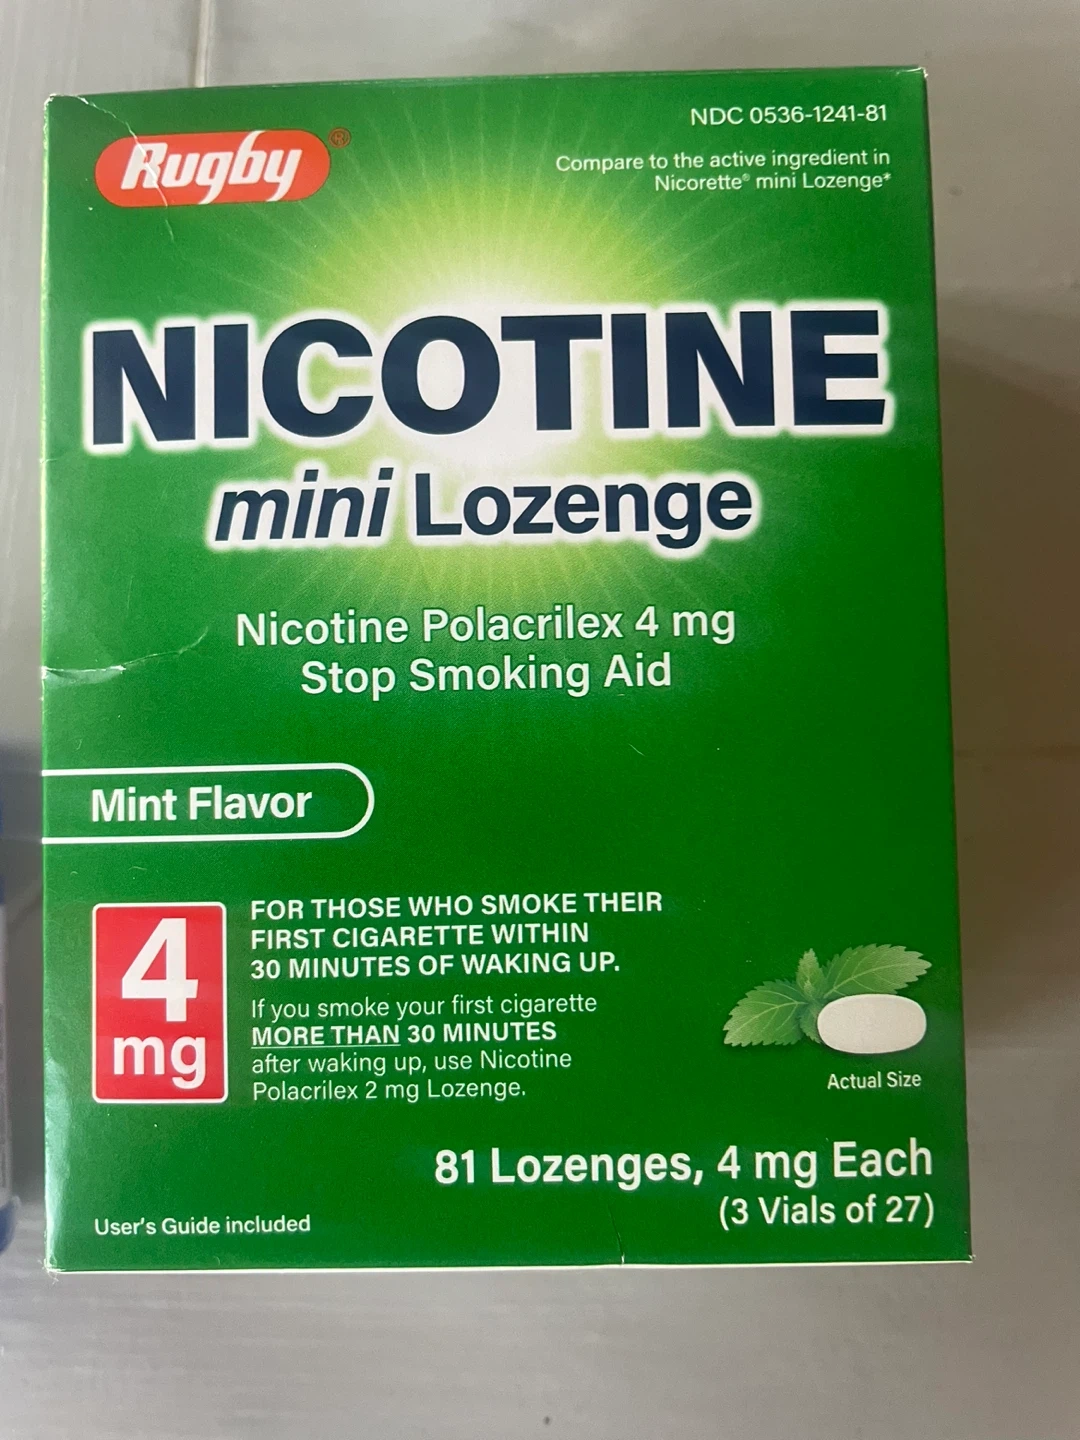 Rugby®
NDC 0536-1241-81
Compare to the active ingredient in
Nicorette® mini Lozenge*
NICOTINE
mini Lozenge
Nicotine Polacrilex 4 mg
Stop Smoking Aid
Mint Flavor
4
mg
FOR THOSE WHO SMOKE THEIR
FIRST CIGARETTE WITHIN
30 MINUTES OF WAKING UP.
If you smoke your first cigarette
MORE THAN 30 MINUTES
after waking up, use Nicotine
Polacrilex 2 mg Lozenge.
Actual Size
81 Lozenges, 4 mg Each
(3 Vials of 27)
User's Guide included